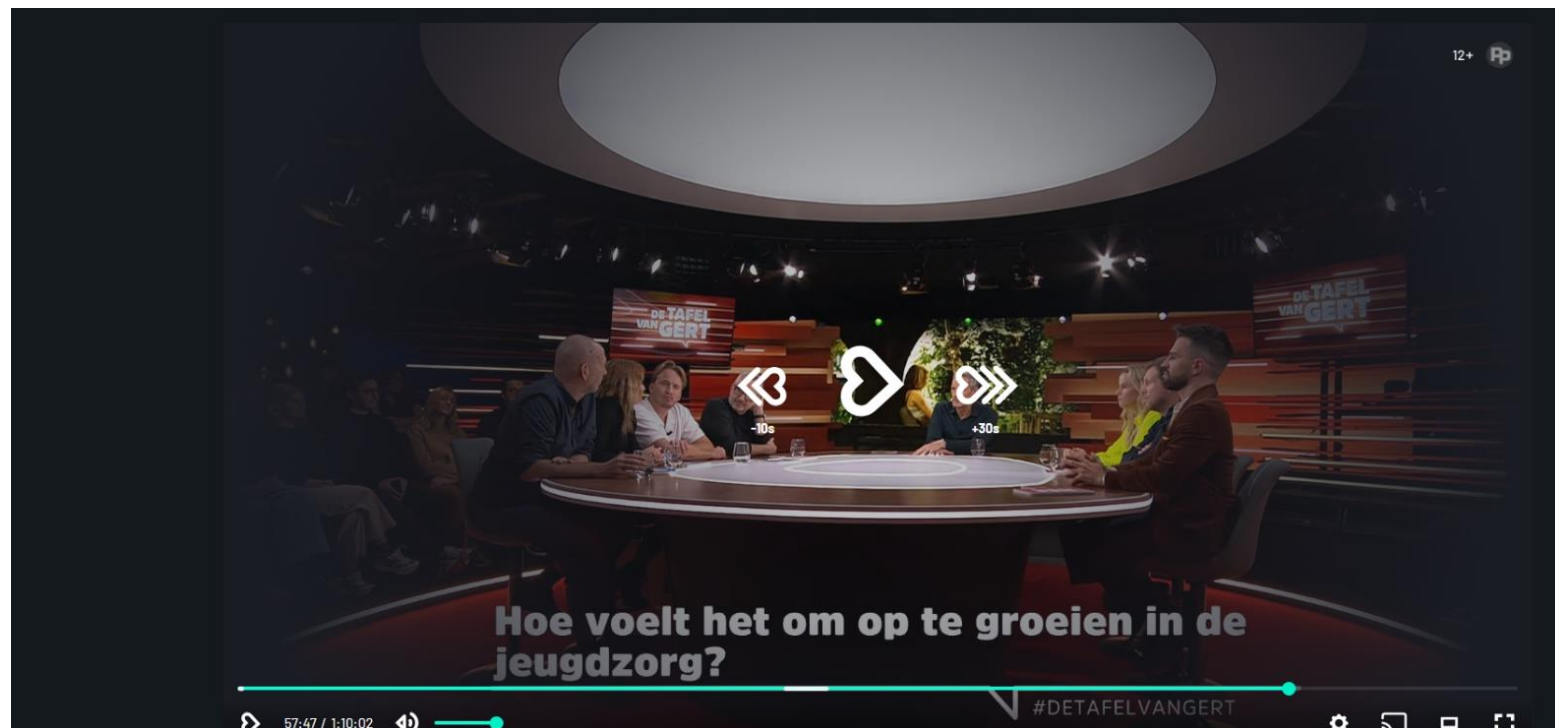 12+ Pp
DE TAFEL
VAN GERT
DE TAFEL
VAN GERT
-10s
+30s
Hoe voelt het om op te groeien in de
jeugdzorg?
#DETAFELVANGERT
57:47 / 1:10:02